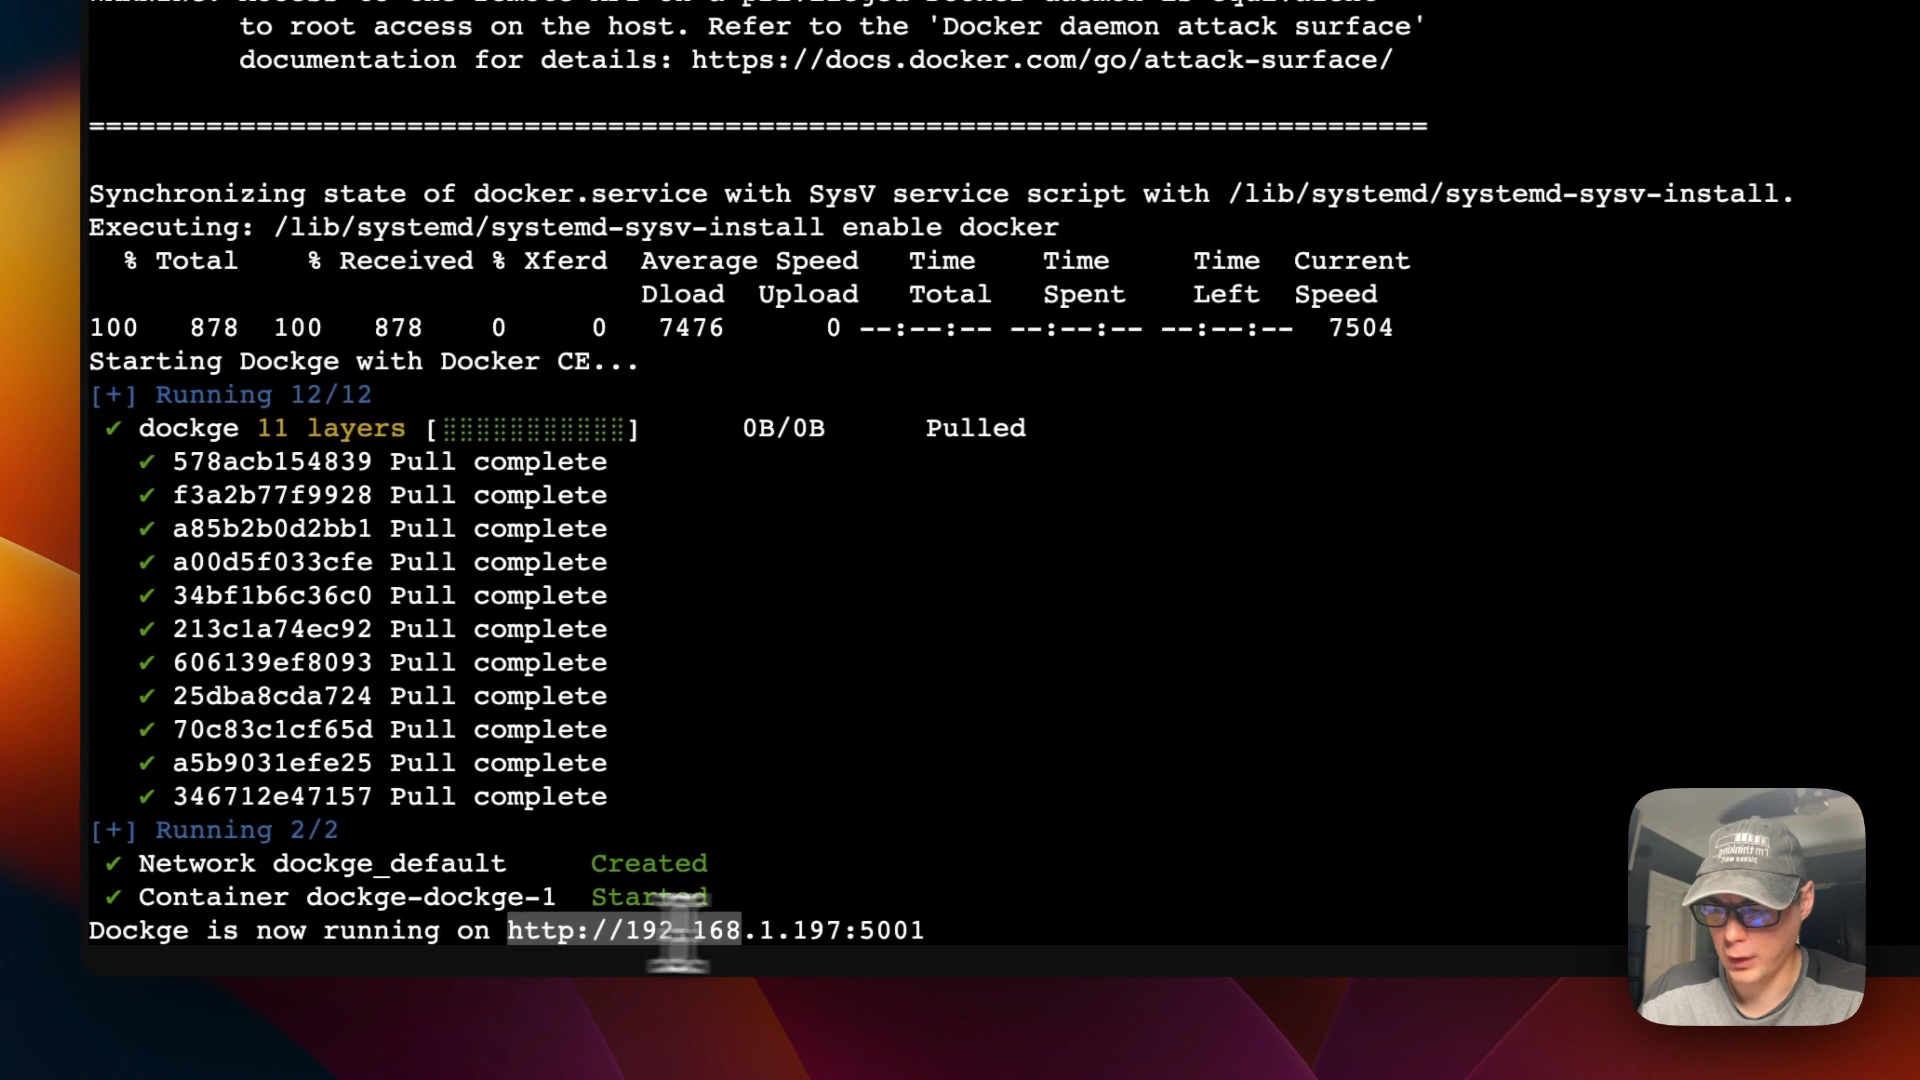 to root access on the host. Refer to the 'Docker daemon attack surface'
documentation for details: https://docs.docker.com/go/attack-surface/
================================================================================
Synchronizing state of docker.service with SysV service script with /lib/systemd/systemd-sysv-install.
Executing: /lib/systemd/systemd-sysv-install enable docker
% Total % Received % Xferd Average Speed Time Time Time Current
Dload Upload Total Spent Left Speed
100 878 100 878 0 0 7476 0 --:--:-- --:--:-- --:--:-- 7504
Starting Dockge with Docker CE...
[+] Running 12/12
✔ dockge 11 layers [⣿⣿⣿⣿⣿⣿⣿⣿⣿⣿⣿] 0B/0B Pulled
✔ 578acb154839 Pull complete
✔ f3a2b77f9928 Pull complete
✔ a85b2b0d2bb1 Pull complete
✔ a00d5f033cfe Pull complete
✔ 34bf1b6c36c0 Pull complete
✔ 213c1a74ec92 Pull complete
✔ 606139ef8093 Pull complete
✔ 25dba8cda724 Pull complete
✔ 70c83c1cf65d Pull complete
✔ a5b9031efe25 Pull complete
✔ 346712e47157 Pull complete
[+] Running 2/2
✔ Network dockge_default Created
✔ Container dockge-dockge-1 Started
Dockge is now running on http://192.168.1.197:5001